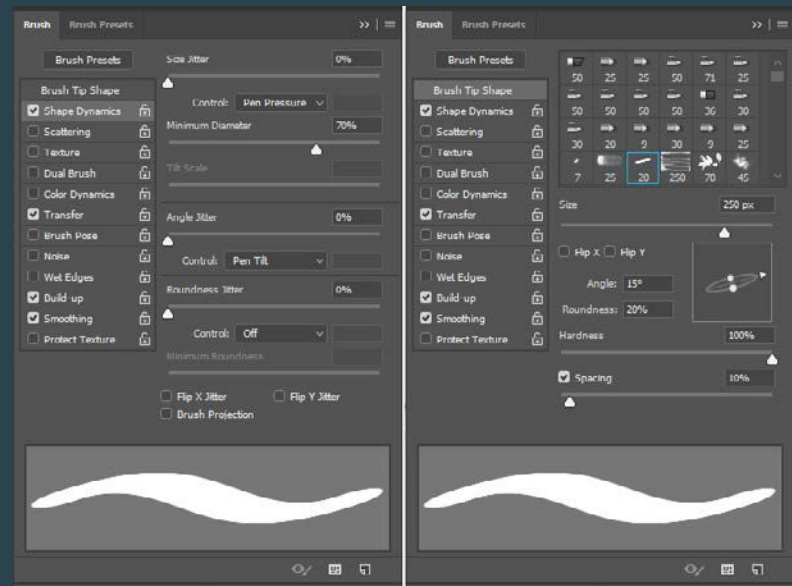 Brush Brush Presets
Brush Presets
Brush Tip Shape
Shape Dynamics
Scattering
Texture
Dual Brush
Color Dynamics
Transfer
Brush Pose
Noise
Wet Edges
Build-up
Smoothing
Protect Texture
Size Jitter 0%
Control: Pen Pressure
Minimum Diameter 70%
Tilt Scale
Angle Jitter 0%
Control: Pen Tilt
Roundness Jitter 0%
Control: Off
Minimum Roundness
Flip X Jitter Flip Y Jitter
Brush Projection
Brush Brush Presets
Brush Presets
Brush Tip Shape
Shape Dynamics
Scattering
Texture
Dual Brush
Color Dynamics
Transfer
Brush Pose
Noise
Wet Edges
Build-up
Smoothing
Protect Texture
50 25 25 50 71 25
50 50 50 50 36 30
30 20 9 30 9 25
7 25 20 250 70 45
Size 250 px
Flip X Flip Y
Angle: 15°
Roundness: 20%
Hardness 100%
Spacing 10%